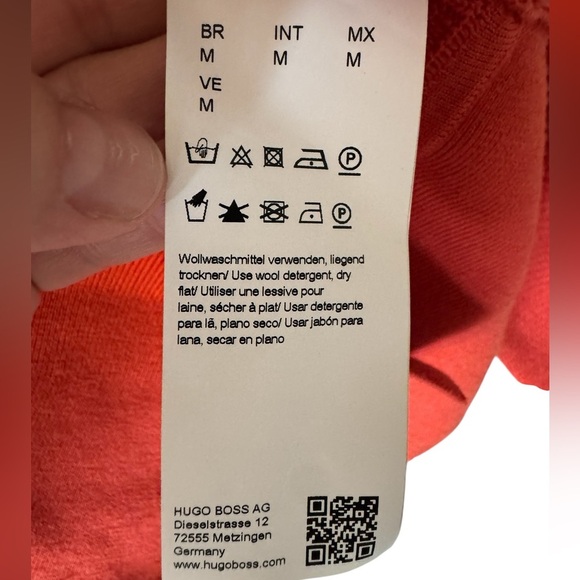 BR INT MX
M M M
VE
M
P
P
Wollwaschmittel verwenden, liegend
trocknen/ Use wool detergent, dry
flat/ Utiliser une lessive pour
laine, sécher à plat/ Usar detergente
para lã, plano seco/ Usar jabón para
lana, secar en plano
HUGO BOSS AG
Dieselstrasse 12
72555 Metzingen
Germany
www.hugoboss.com